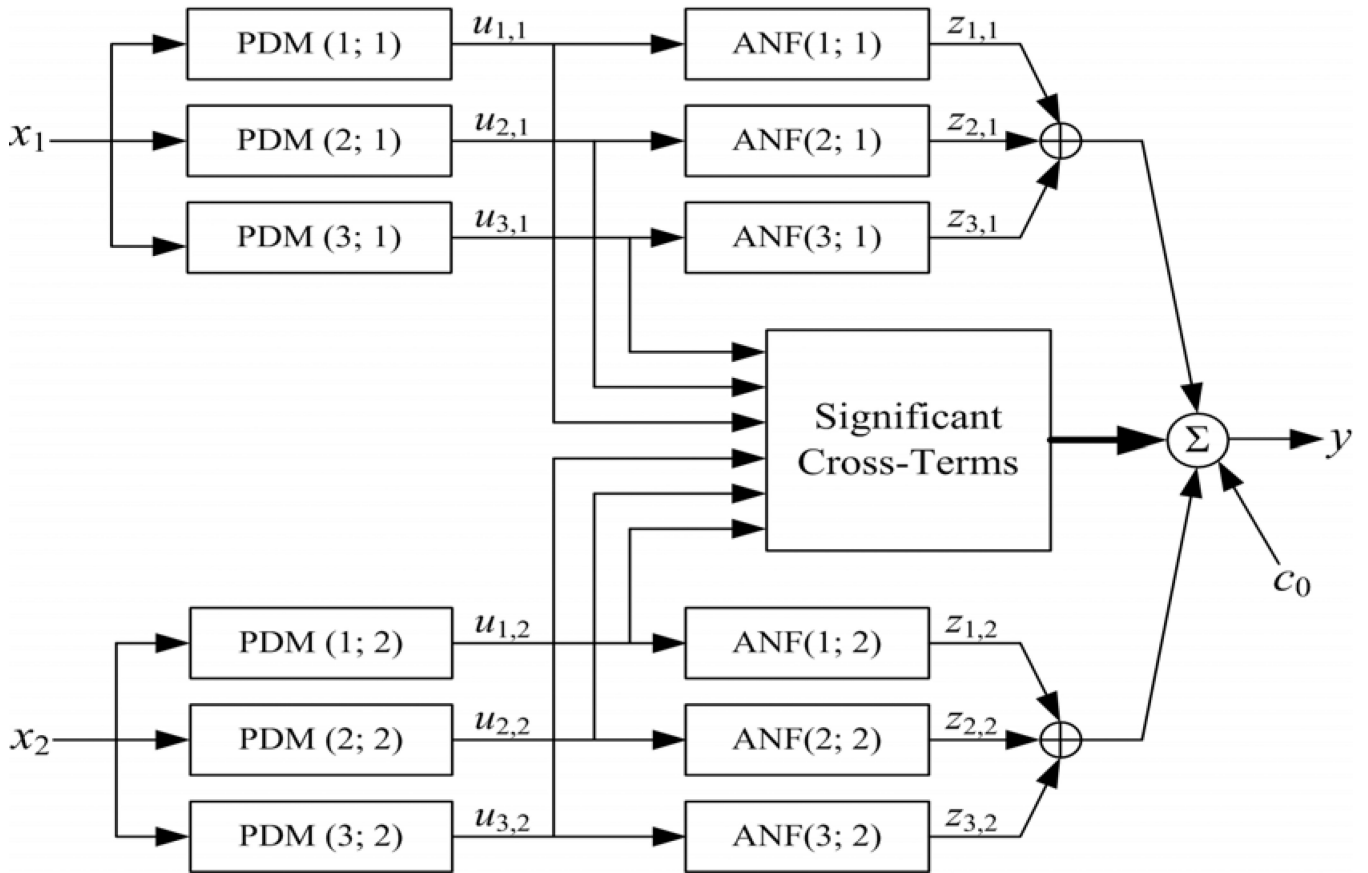 PDM (1; 1) u1,1 ANF(1; 1) z1,1
x1 PDM (2; 1) u2,1 ANF(2; 1) z2,1
PDM (3; 1) u3,1 ANF(3; 1) z3,1
Significant
Cross-Terms
Σ y
c0
PDM (1; 2) u1,2 ANF(1; 2) z1,2
x2 PDM (2; 2) u2,2 ANF(2; 2) z2,2
PDM (3; 2) u3,2 ANF(3; 2) z3,2